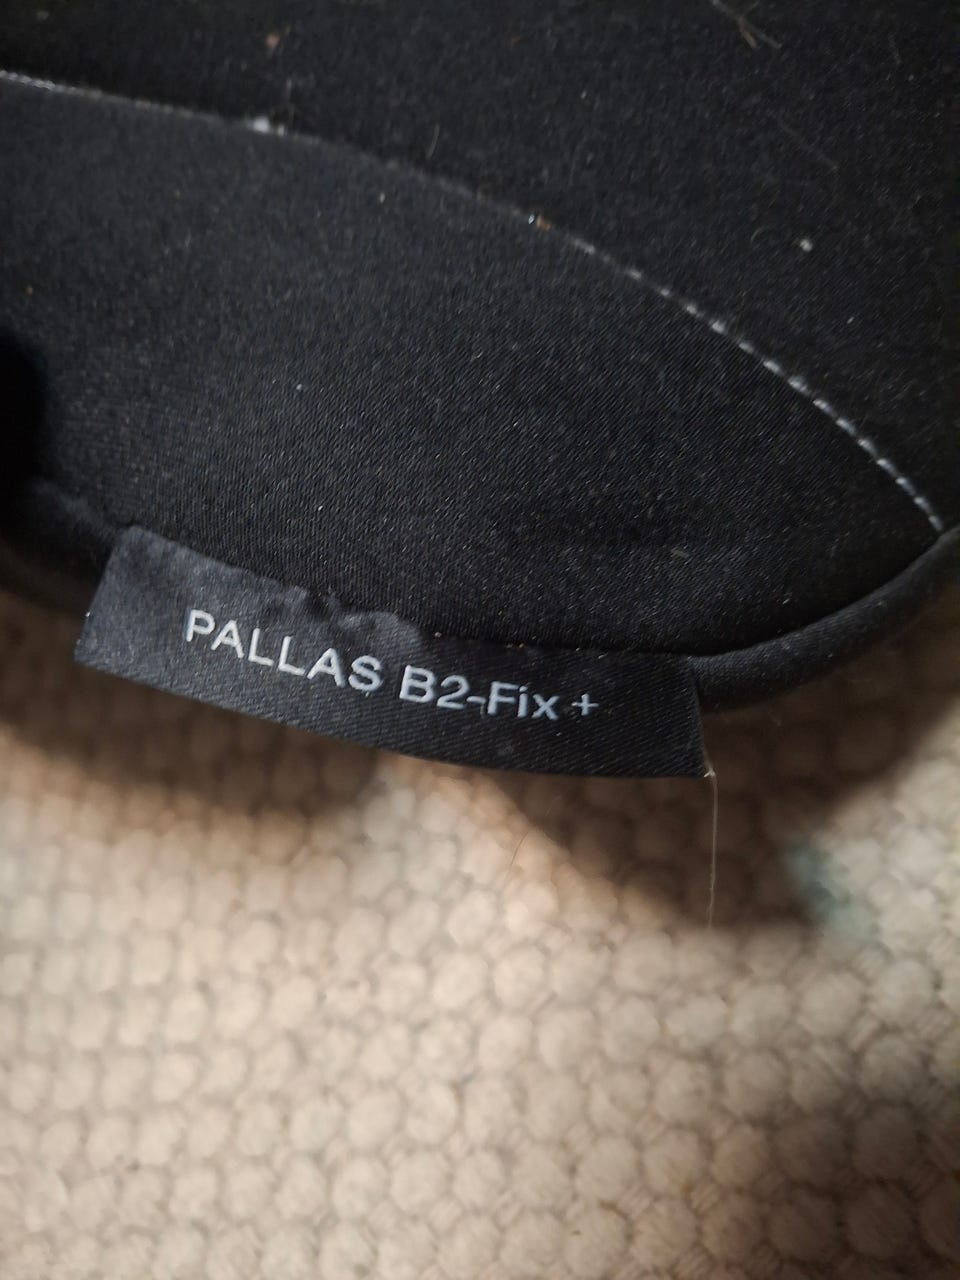 PALLAS B2-Fix +